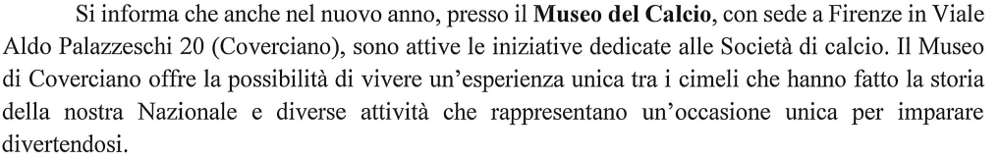 Si informa che anche nel nuovo anno, presso il Museo del Calcio, con sede a Firenze in Viale
Aldo Palazzeschi 20 (Coverciano), sono attive le iniziative dedicate alle Società di calcio. Il Museo
di Coverciano offre la possibilità di vivere un’esperienza unica tra i cimeli che hanno fatto la storia
della nostra Nazionale e diverse attività che rappresentano un’occasione unica per imparare
divertendosi.